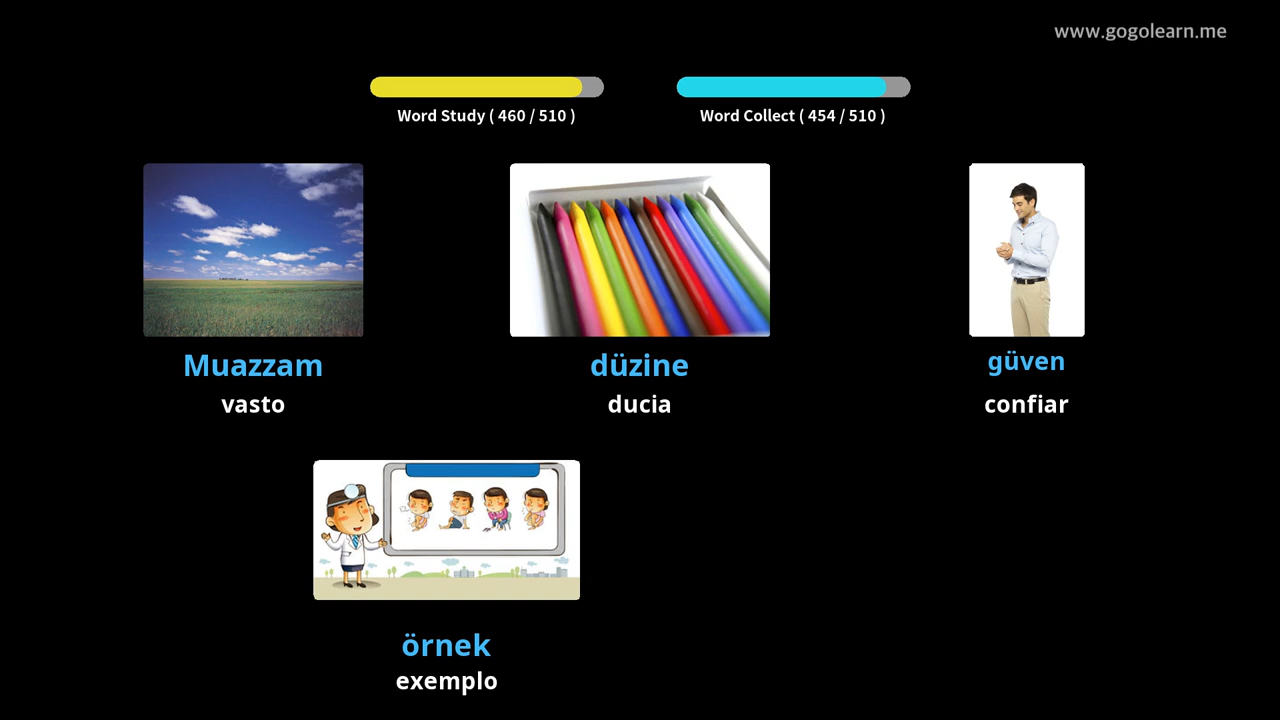 www.gogolearn.me
Word Study ( 460 / 510 )
Word Collect ( 454 / 510 )
Muazzam
vasto
düzine
ducia
güven
confiar
örnek
exemplo